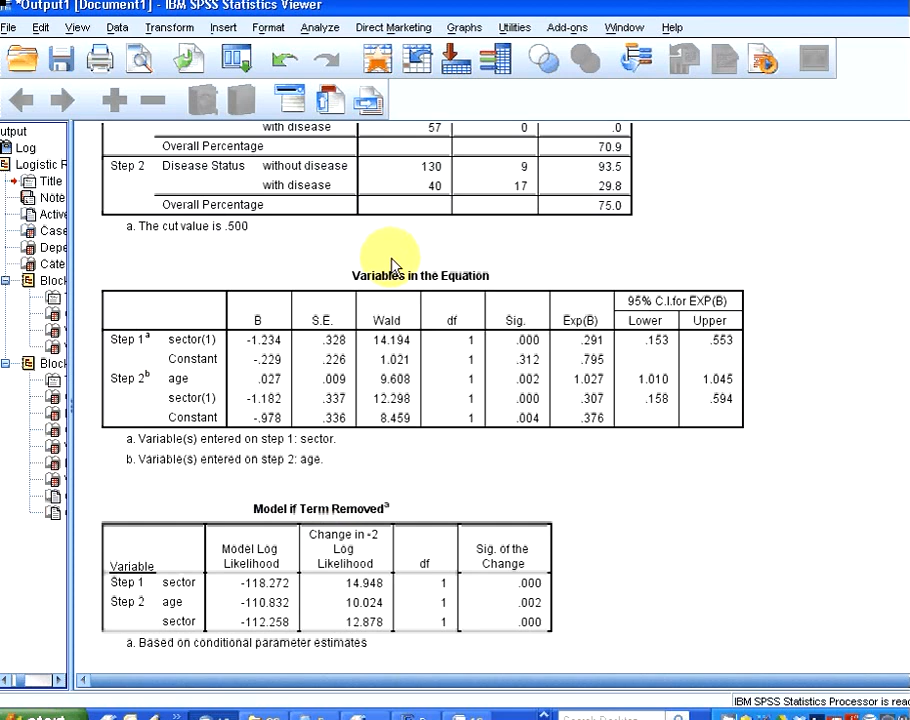 *Output1 [Document1] - IBM SPSS Statistics Viewer
File Edit View Data Transform Insert Format Analyze Direct Marketing Graphs Utilities Add-ons Window Help
utput
Log
Logistic R
Title
Note
Active
Case
Depe
Cate
Block
Block
with disease 57 0 .0
Overall Percentage 70.9
Step 2 Disease Status without disease 130 9 93.5
with disease 40 17 29.8
Overall Percentage 75.0
a. The cut value is .500
Variables in the Equation
95% C.I.for EXP(B)
B S.E. Wald df Sig. Exp(B) Lower Upper
Step 1a sector(1) -1.234 .328 14.194 1 .000 .291 .153 .553
Constant -.229 .226 1.021 1 .312 .795
Step 2b age .027 .009 9.608 1 .002 1.027 1.010 1.045
sector(1) -1.182 .337 12.298 1 .000 .307 .158 .594
Constant -.978 .336 8.459 1 .004 .376
a. Variable(s) entered on step 1: sector.
b. Variable(s) entered on step 2: age.
Model if Term Removeda
Variable Model Log Likelihood Change in -2 Log Likelihood df Sig. of the Change
Step 1 sector -118.272 14.948 1 .000
Step 2 age -110.832 10.024 1 .002
sector -112.258 12.878 1 .000
a. Based on conditional parameter estimates
IBM SPSS Statistics Processor is read
start
Search Desktop